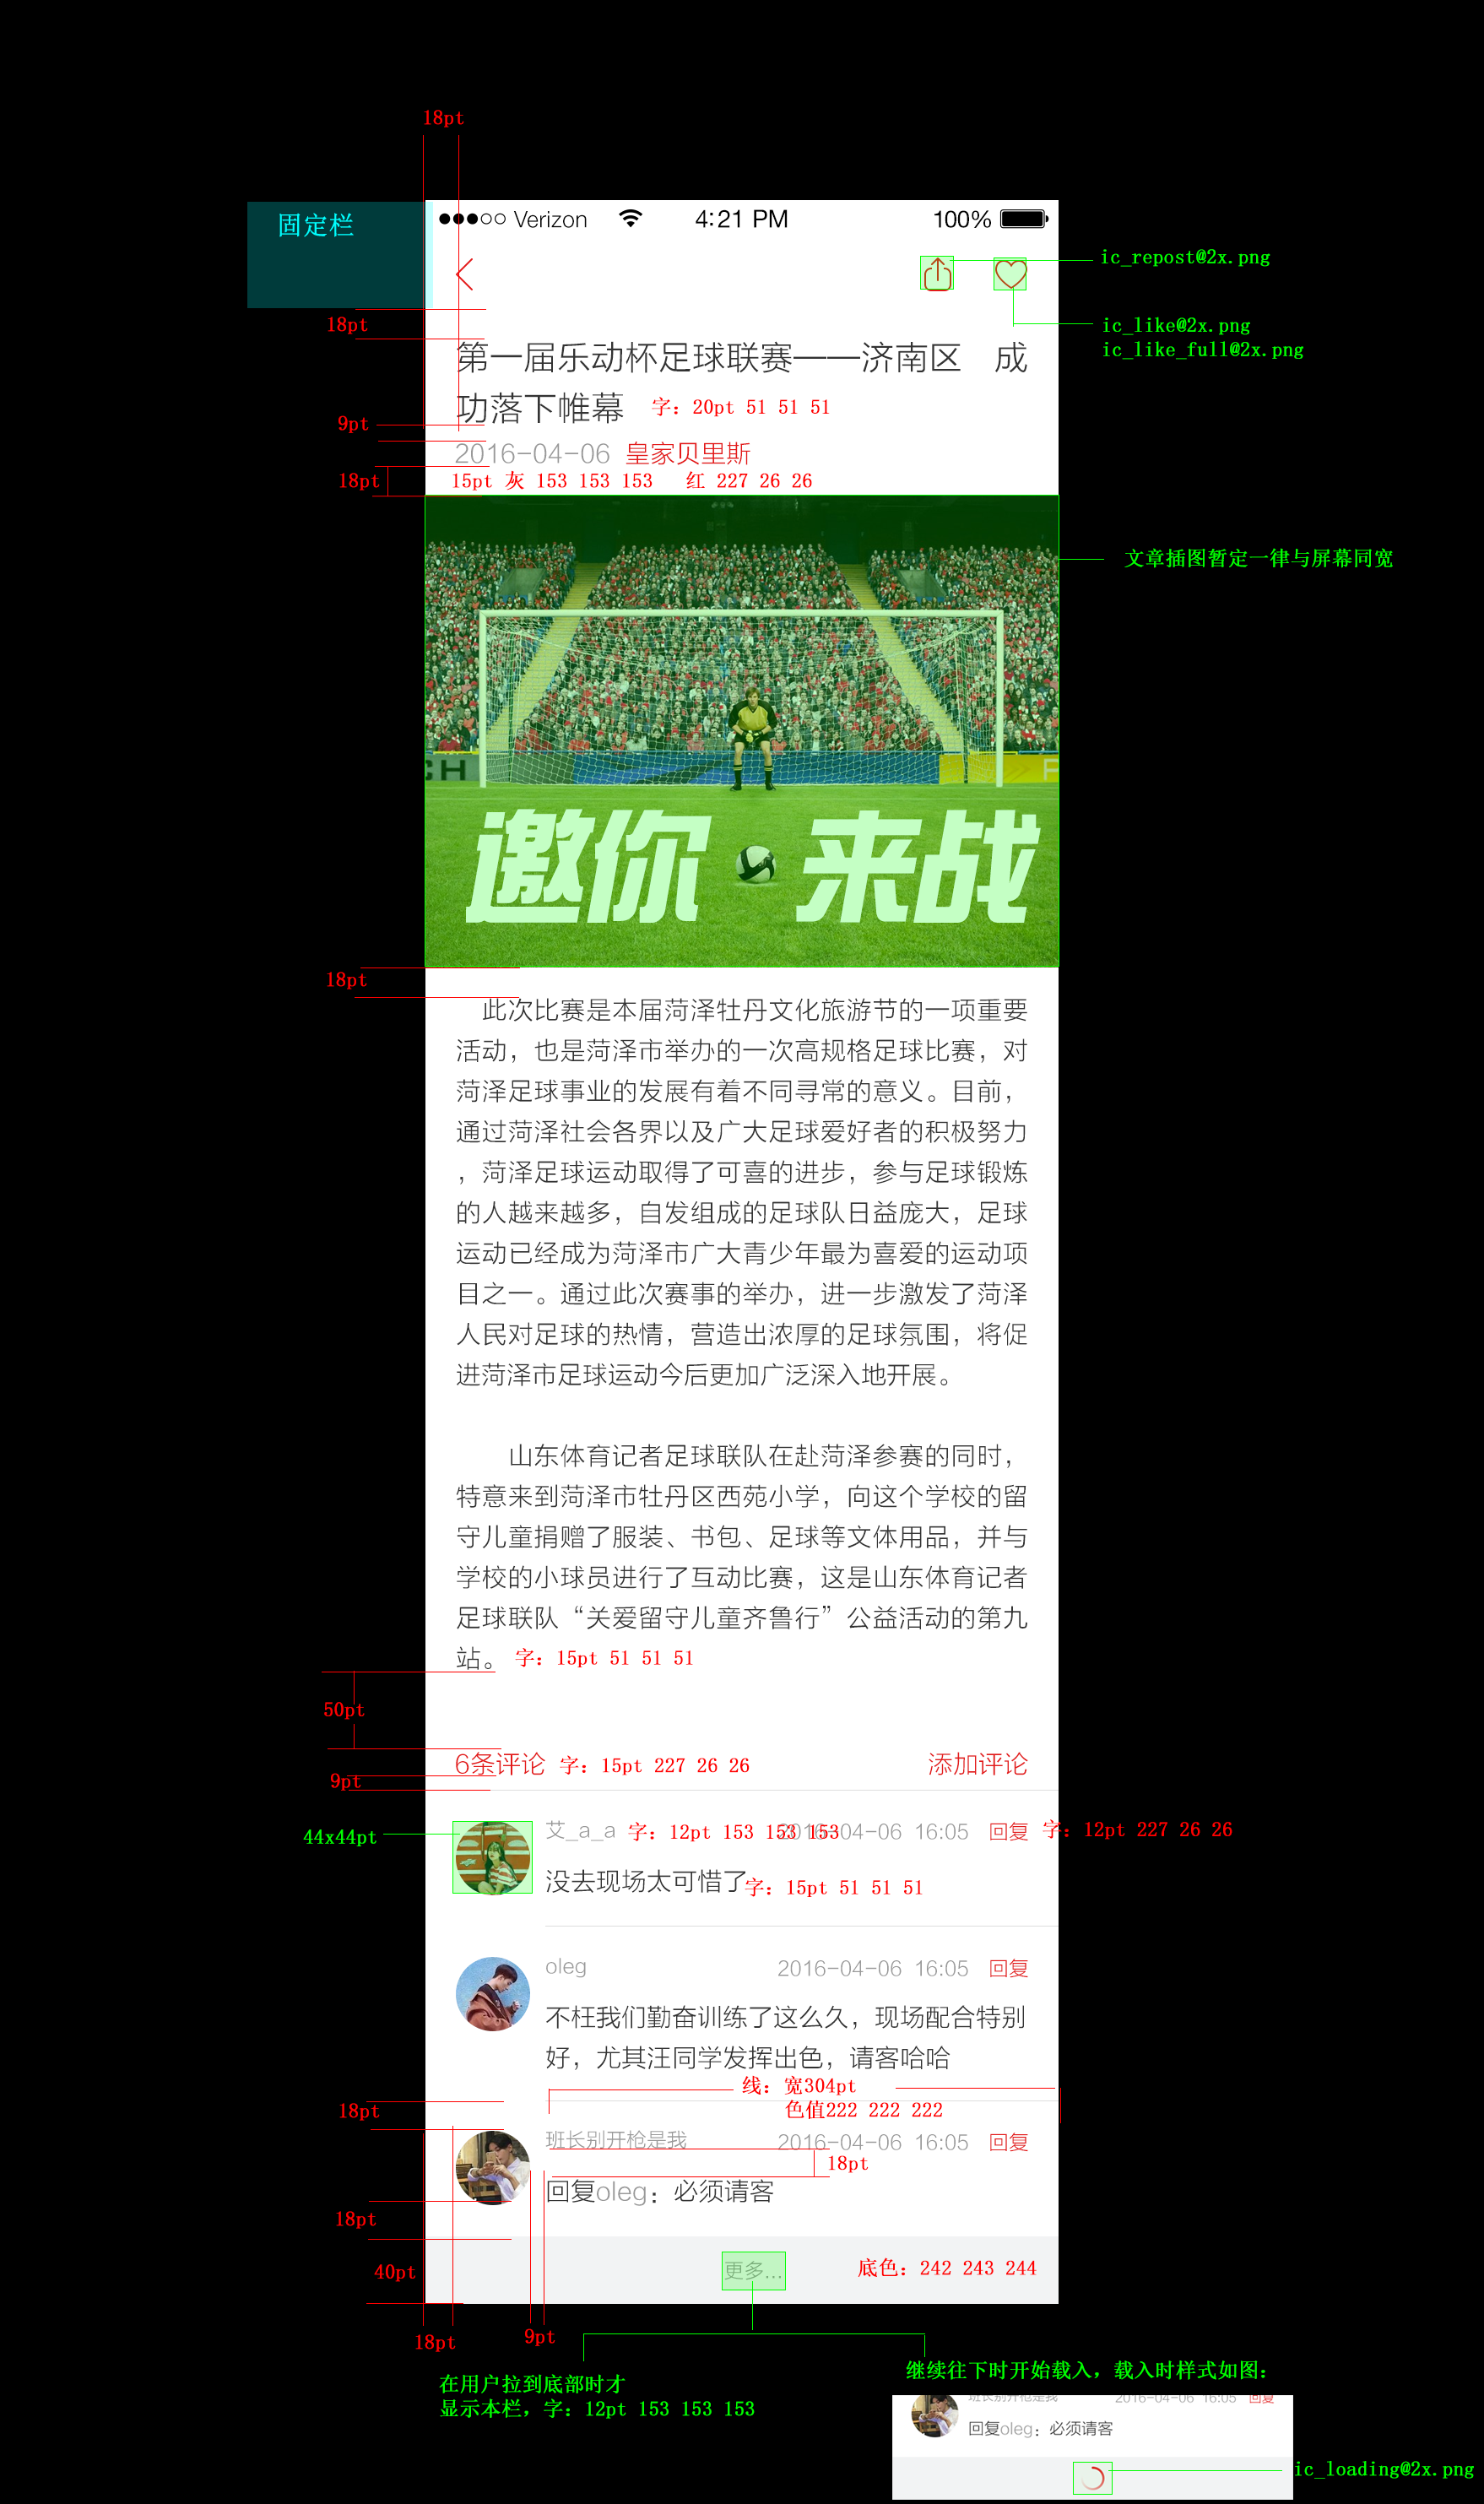 18pt
固定栏
Verizon 4:21 PM 100%
ic_repost@2x.png
18pt
ic_like@2x.png
ic_like_full@2x.png
第一届乐动杯足球联赛——济南区 成
功落下帷幕 字：20pt 51 51 51
9pt
2016-04-06 皇家贝里斯
18pt
15pt 灰 153 153 153 红 227 26 26
文章插图暂定一律与屏幕同宽
CH
F
邀你 来战
18pt
此次比赛是本届菏泽牡丹文化旅游节的一项重要
活动，也是菏泽市举办的一次高规格足球比赛，对
菏泽足球事业的发展有着不同寻常的意义。目前，
通过菏泽社会各界以及广大足球爱好者的积极努力
，菏泽足球运动取得了可喜的进步，参与足球锻炼
的人越来越多，自发组成的足球队日益庞大，足球
运动已经成为菏泽市广大青少年最为喜爱的运动项
目之一。通过此次赛事的举办，进一步激发了菏泽
人民对足球的热情，营造出浓厚的足球氛围，将促
进菏泽市足球运动今后更加广泛深入地开展。
山东体育记者足球联队在赴菏泽参赛的同时，
特意来到菏泽市牡丹区西苑小学，向这个学校的留
守儿童捐赠了服装、书包、足球等文体用品，并与
学校的小球员进行了互动比赛，这是山东体育记者
足球联队“关爱留守儿童齐鲁行”公益活动的第九
站。 字：15pt 51 51 51
50pt
6条评论 字：15pt 227 26 26 添加评论
9pt
44x44pt
艾_a_a 字：12pt 153 153 153 2016-04-06 16:05 回复 字：12pt 227 26 26
没去现场太可惜了 字：15pt 51 51 51
oleg 2016-04-06 16:05 回复
不枉我们勤奋训练了这么久，现场配合特别
好，尤其汪同学发挥出色，请客哈哈
线：宽304pt
色值222 222 222
18pt
班长别开枪是我 2016-04-06 16:05 回复
18pt
回复oleg：必须请客
18pt
更多... 底色：242 243 244
40pt
18pt
9pt
在用户拉到底部时才
显示本栏，字：12pt 153 153 153
继续往下时开始载入，载入时样式如图：
班长别开枪是我 2016-04-06 16:05 回复
回复oleg：必须请客
ic_loading@2x.png